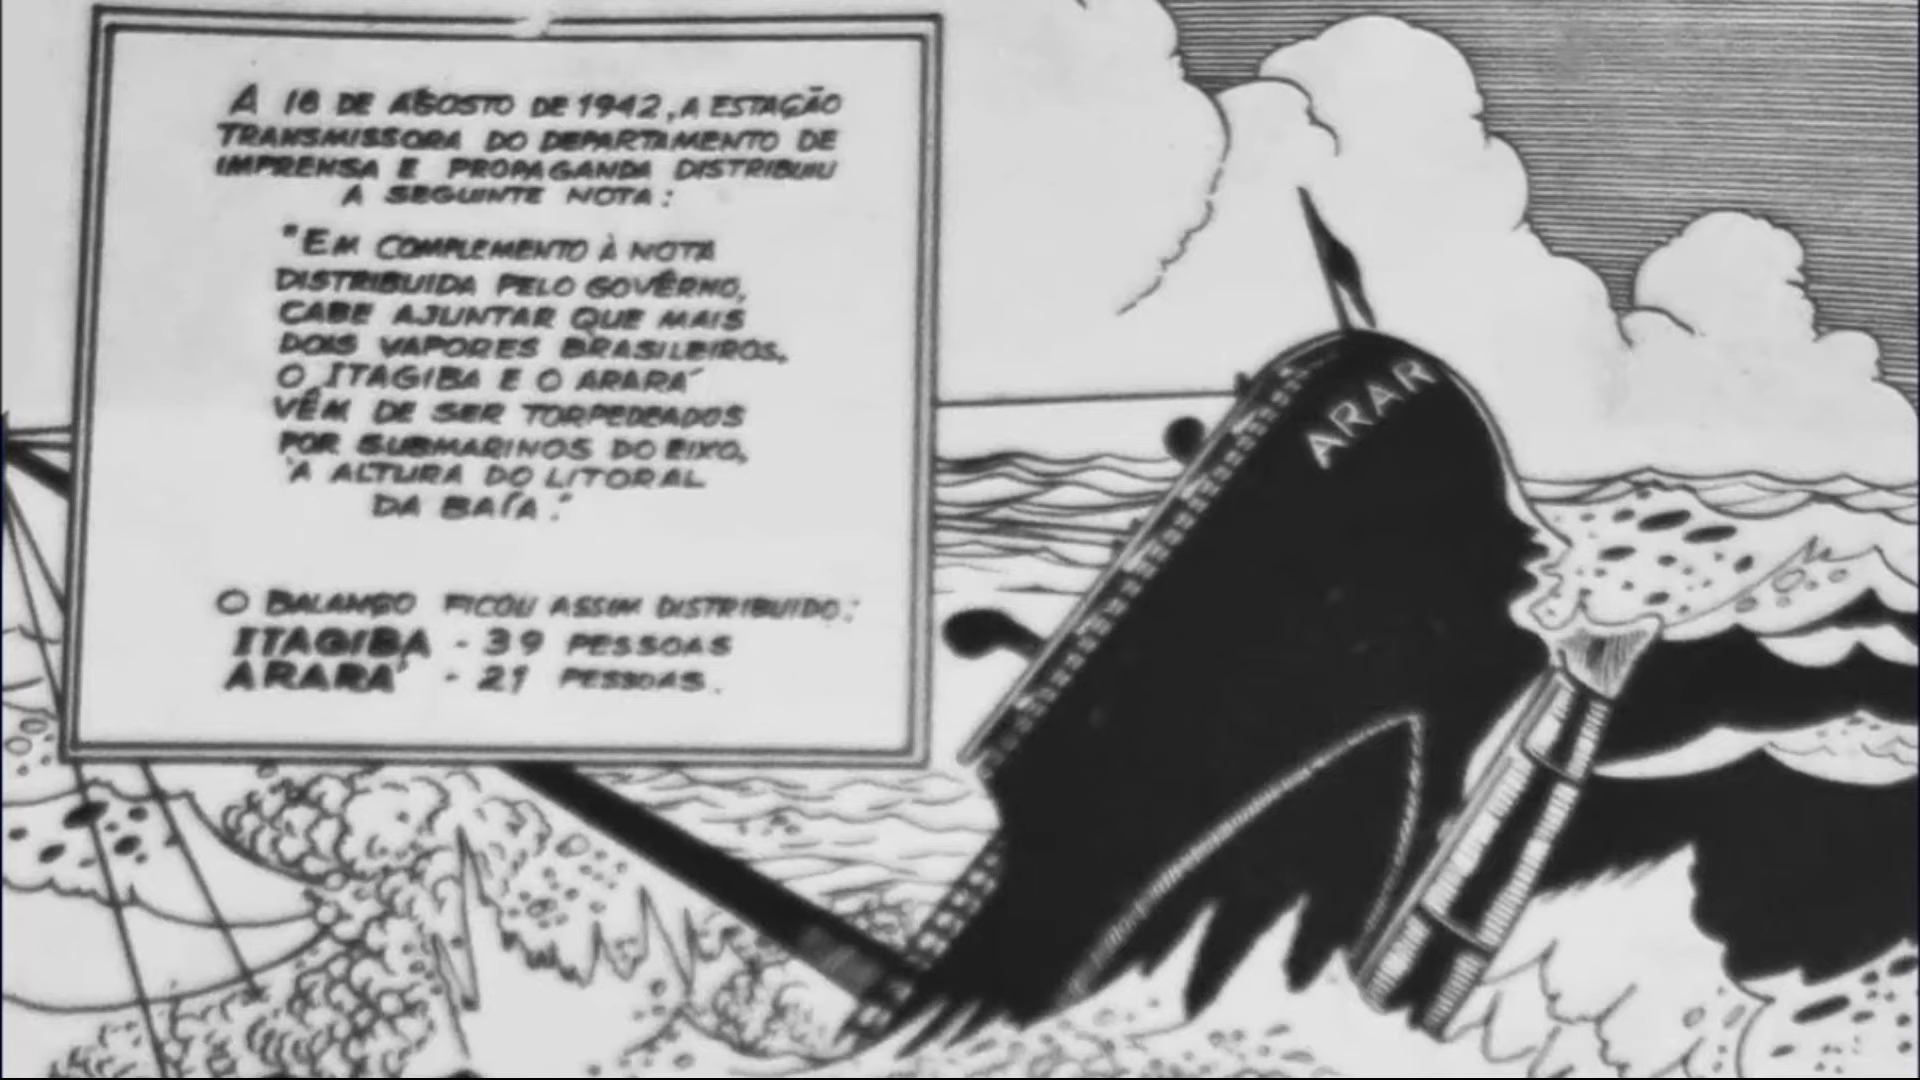 A 18 DE AGOSTO DE 1942, A ESTAÇÃO
TRANSMISSORA DO DEPARTAMENTO DE
IMPRENSA E PROPAGANDA DISTRIBUIU
A SEGUINTE NOTA:
"EM COMPLEMENTO À NOTA
DISTRIBUIDA PELO GOVÊRNO,
CABE AJUNTAR QUE MAIS
DOIS VAPORES BRASILEIROS,
O ITAGIBA E O ARARÁ
VÊM DE SER TORPEDEADOS
POR SUBMARINOS DO EIXO,
À ALTURA DO LITORAL
DA BAÍA."
O BALANSO FICOU ASSIM DISTRIBUIDO:
ITAGIBA - 39 PESSOAS
ARARÁ - 21 PESSOAS.
ARAR